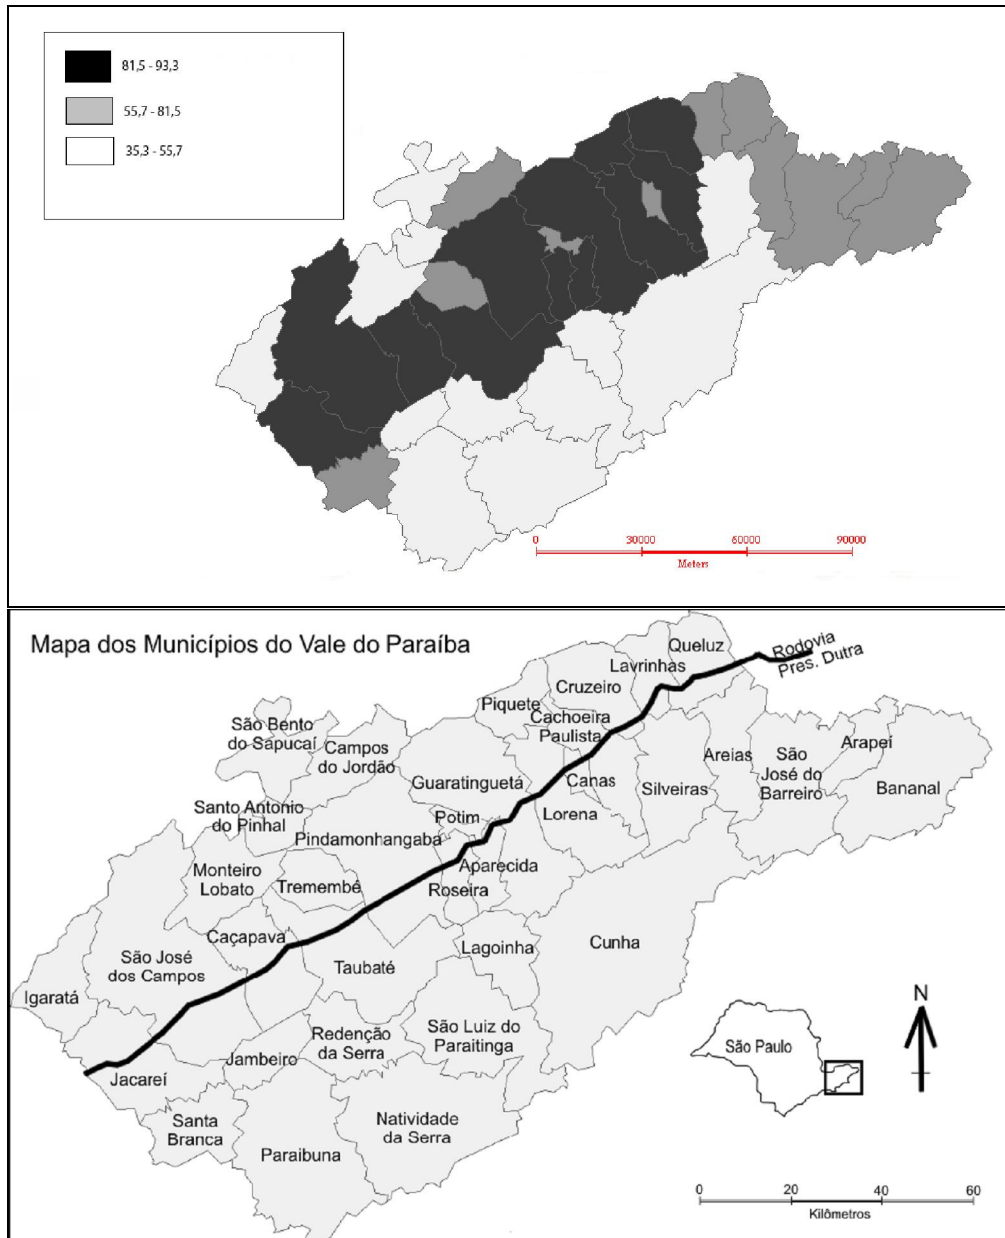 81,5 - 93,3
55,7 - 81,5
35,3 - 55,7
0 30000 60000 90000
Meters
Mapa dos Municípios do Vale do Paraíba
Queluz
Rodovia
Pres. Dutra
Lavrinhas
Cruzeiro
Piquete
Cachoeira
Paulista
São Bento
do Sapucaí
Campos
do Jordão
Areias
São
José do
Barreiro
Arapeí
Bananal
Guaratinguetá
Canas
Silveiras
Lorena
Santo Antonio
do Pinhal
Potim
Pindamonhangaba
Aparecida
Monteiro
Lobato
Tremembé
Roseira
Caçapava
Lagoinha
Cunha
São José
dos Campos
Taubaté
Igaratá
Redenção
da Serra
São Luiz do
Paraitinga
Jambeiro
Jacareí
Santa
Branca
Natividade
da Serra
Paraibuna
São Paulo
N
0 20 40 60
Kilômetros